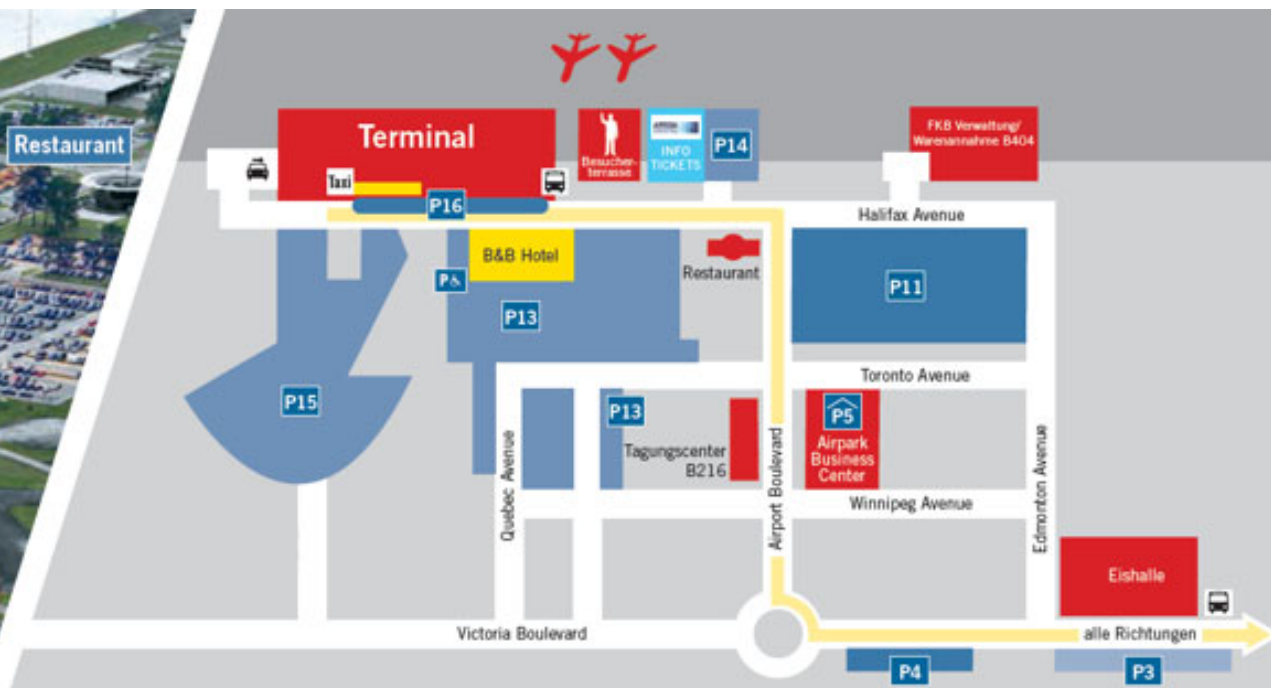 Restaurant
Terminal
Taxi
P16
Besucher-
terrasse
INFO
TICKETS
P14
FKB Verwaltung/
Warenannahme B404
Halifax Avenue
B&B Hotel
P
P13
Restaurant
P11
Toronto Avenue
P15
P13
Tagungscenter
B216
P5
Airpark
Business
Center
Quebec Avenue
Airport Boulevard
Winnipeg Avenue
Edmonton Avenue
Eishalle
Victoria Boulevard
alle Richtungen
P4
P3